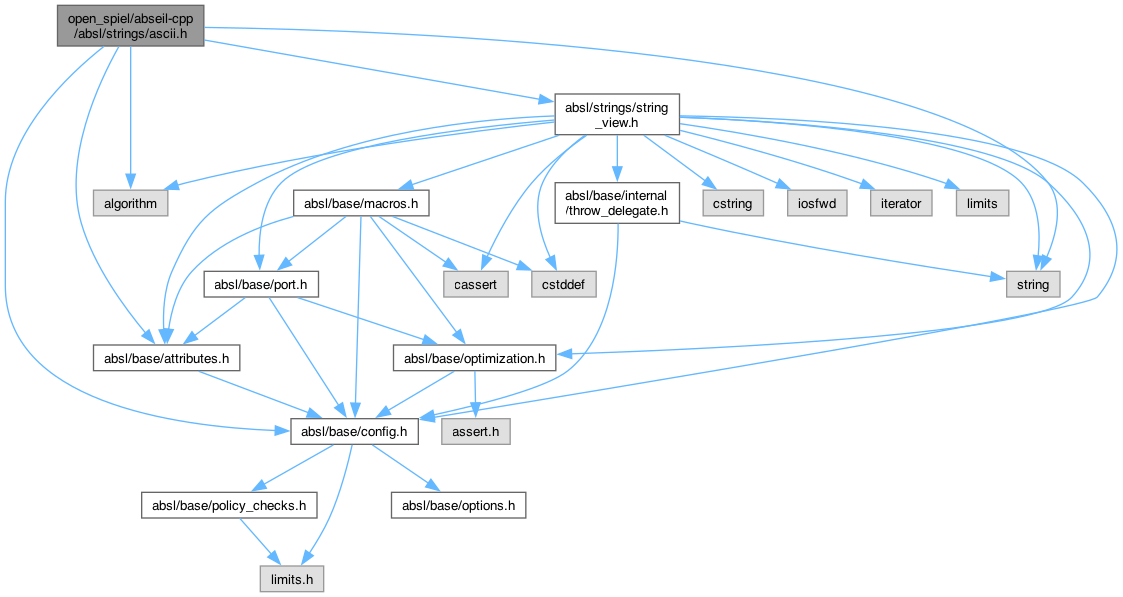 open_spiel/abseil-cpp
/absl/strings/ascii.h
absl/strings/string
_view.h
algorithm
absl/base/macros.h
absl/base/internal
/throw_delegate.h
cstring
iosfwd
iterator
limits
absl/base/port.h
cassert
cstddef
string
absl/base/attributes.h
absl/base/optimization.h
absl/base/config.h
assert.h
absl/base/policy_checks.h
absl/base/options.h
limits.h